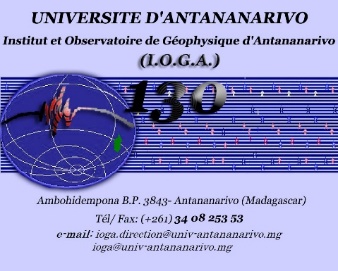 UNIVERSITE D'ANTANANARIVO
Institut et Observatoire de Géophysique d'Antananarivo
(I.O.G.A.)
130
Ambohidempona B.P. 3843- Antananarivo (Madagascar)
Tél/ Fax: (+261) 34 08 253 53
e-mail: ioga.direction@univ-antananarivo.mg
ioga@univ-antananarivo.mg